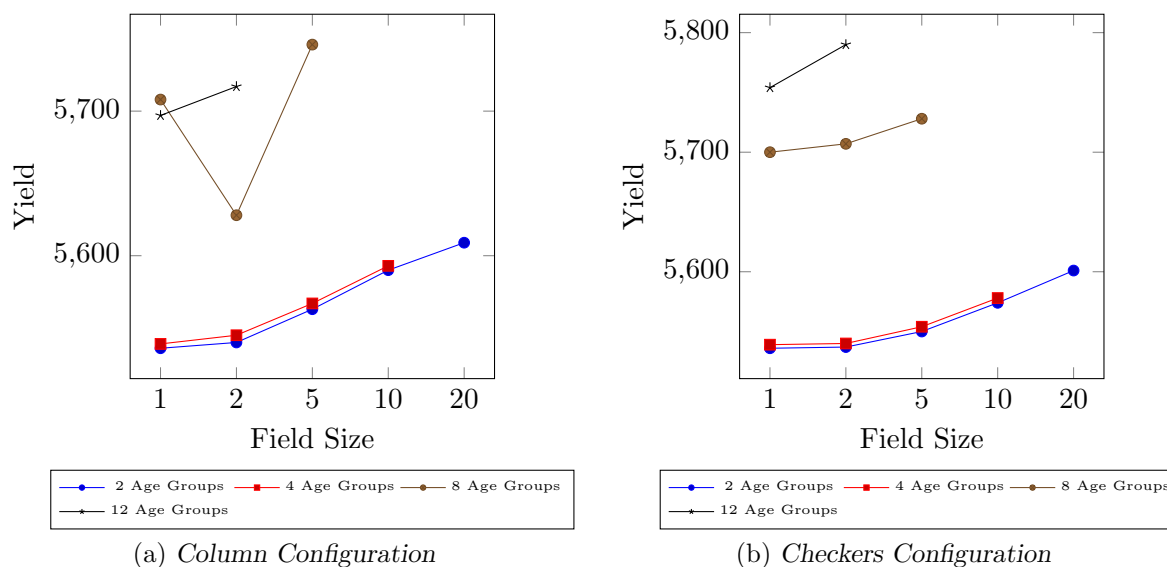 5,700
5,600
Yield
1 2 5 10 20
Field Size
2 Age Groups 4 Age Groups 8 Age Groups
12 Age Groups
(a) Column Configuration
5,800
5,700
5,600
Yield
1 2 5 10 20
Field Size
2 Age Groups 4 Age Groups 8 Age Groups
12 Age Groups
(b) Checkers Configuration